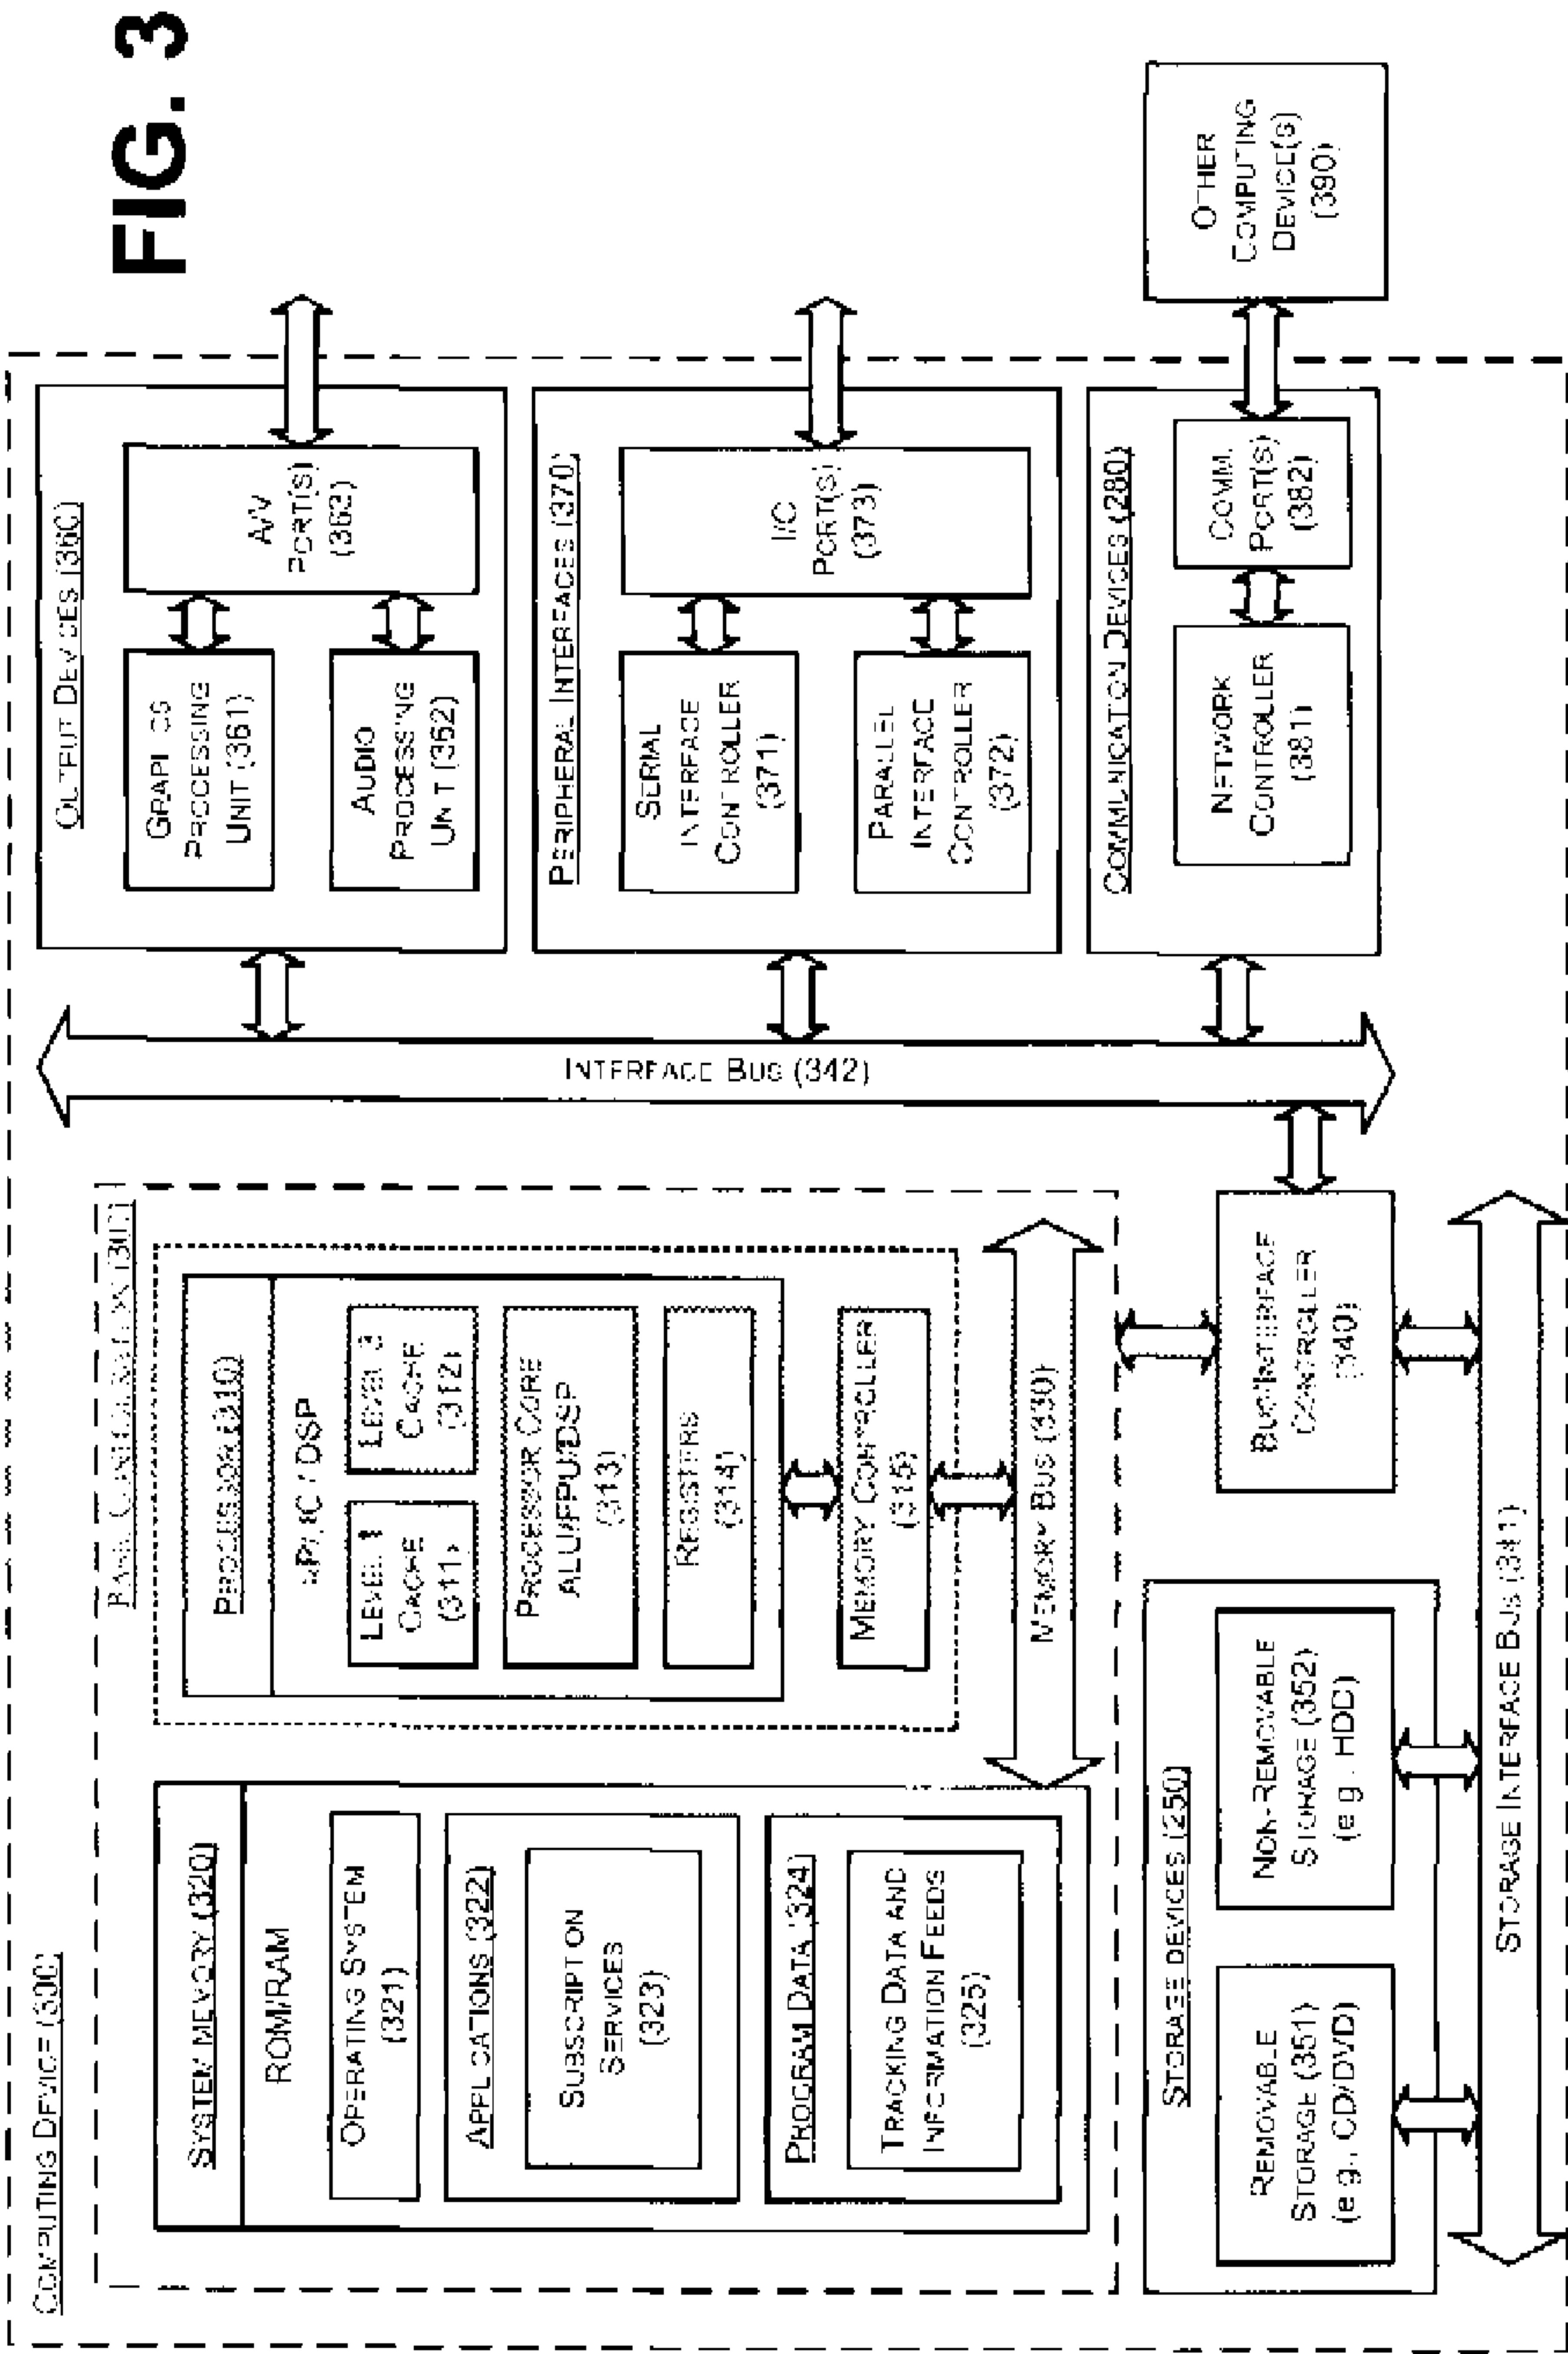 FIG. 3
COMPUTING DEVICE (300)
BASE CONFIGURATION (301)
SYSTEM MEMORY (320)
ROM/RAM
OPERATING SYSTEM
(321)
APPLICATIONS (322)
SUBSCRIPTION
SERVICES
(323)
PROGRAM DATA (324)
TRACKING DATA AND
INFORMATION FEEDS
(325)
PROCESSOR (310)
µP/µC / DSP
LEVEL 1
CACHE
(311)
LEVEL 3
CACHE
(312)
PROCESSOR CORE
ALU/FPU/DSP
(313)
REGISTERS
(314)
MEMORY CONTROLLER
(315)
MEMORY BUS (330)
BUS/INTERFACE
CONTROLLER
(340)
INTERFACE BUS (342)
OUTPUT DEVICES (360)
GRAPHICS
PROCESSING
UNIT (361)
AUDIO
PROCESSING
UNIT (362)
A/V
PORT(S)
(363)
PERIPHERAL INTERFACES (370)
SERIAL
INTERFACE
CONTROLLER
(371)
PARALLEL
INTERFACE
CONTROLLER
(372)
I/O
PORT(S)
(373)
COMMUNICATION DEVICES (280)
NETWORK
CONTROLLER
(381)
COMM.
PORT(S)
(382)
OTHER
COMPUTING
DEVICE(S)
(390)
STORAGE DEVICES (250)
REMOVABLE
STORAGE (351)
(e.g., CD/DVD)
NON-REMOVABLE
STORAGE (352)
(e.g., HDD)
STORAGE INTERFACE BUS (341)